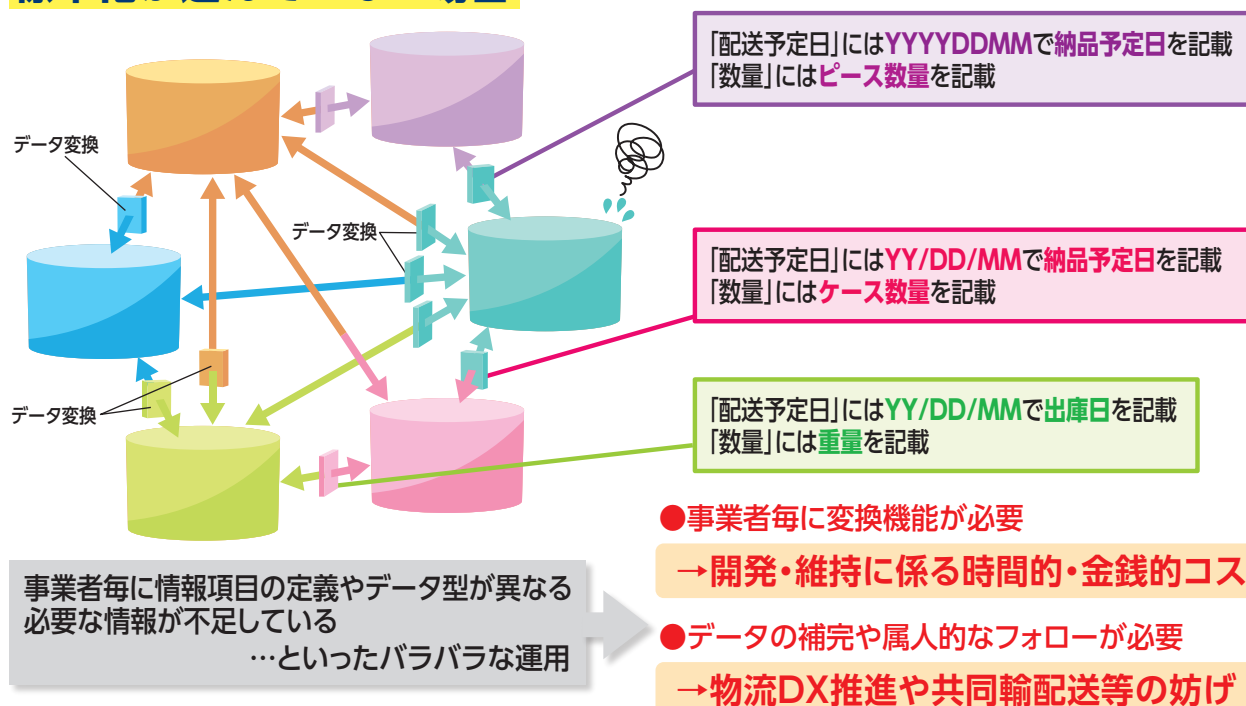 「配送予定日」にはYYYYDDMMで納品予定日を記載
「数量」にはピース数量を記載
データ変換
データ変換
「配送予定日」にはYY/DD/MMで納品予定日を記載
「数量」にはケース数量を記載
データ変換
「配送予定日」にはYY/DD/MMで出庫日を記載
「数量」には重量を記載
事業者毎に情報項目の定義やデータ型が異なる
必要な情報が不足している
…といったバラバラな運用
●事業者毎に変換機能が必要
→開発・維持に係る時間的・金銭的コス
●データの補完や属人的なフォローが必要
→物流DX推進や共同輸配送等の妨げ